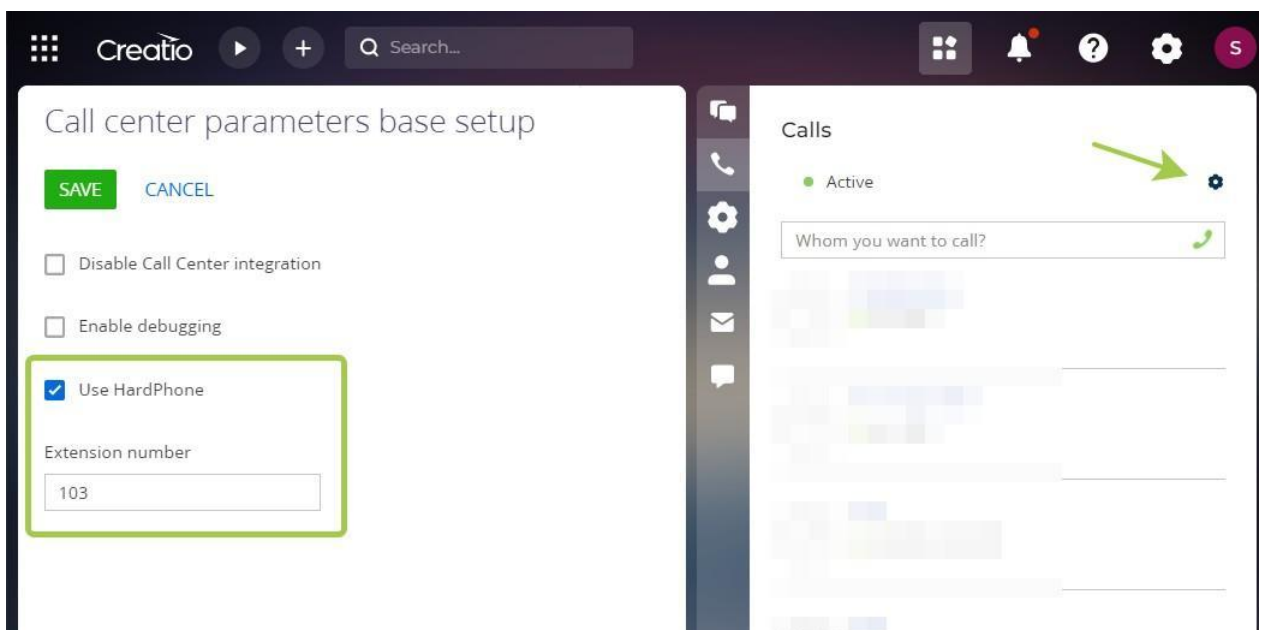 Creatio
Search...
S
Call center parameters base setup
SAVE CANCEL
Disable Call Center integration
Enable debugging
Use HardPhone
Extension number
103
Calls
Active
Whom you want to call?